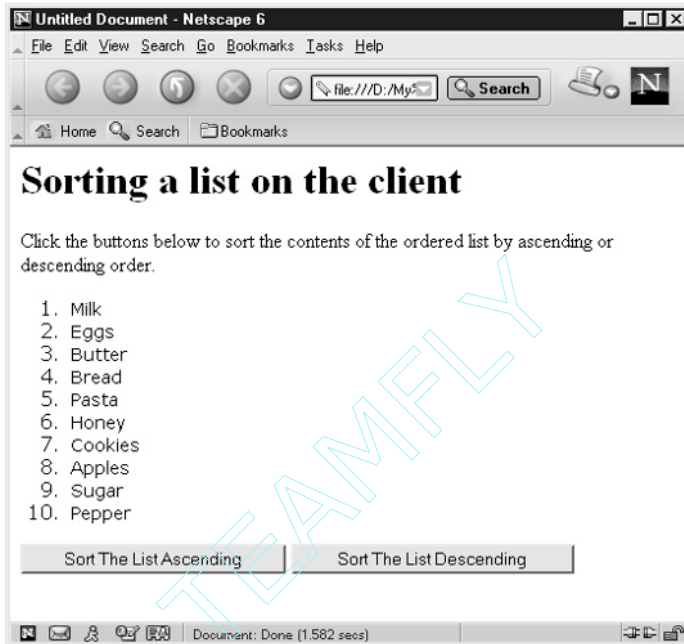 Untitled Document - Netscape 6
File Edit View Search Go Bookmarks Tasks Help
file:///D:/My Search N
Home Search Bookmarks
Sorting a list on the client
Click the buttons below to sort the contents of the ordered list by ascending or
descending order.
1. Milk
2. Eggs
3. Butter
4. Bread
5. Pasta
6. Honey
7. Cookies
8. Apples
9. Sugar
10. Pepper
Sort The List Ascending Sort The List Descending
Document: Done (1.582 secs)
TEAMFLY